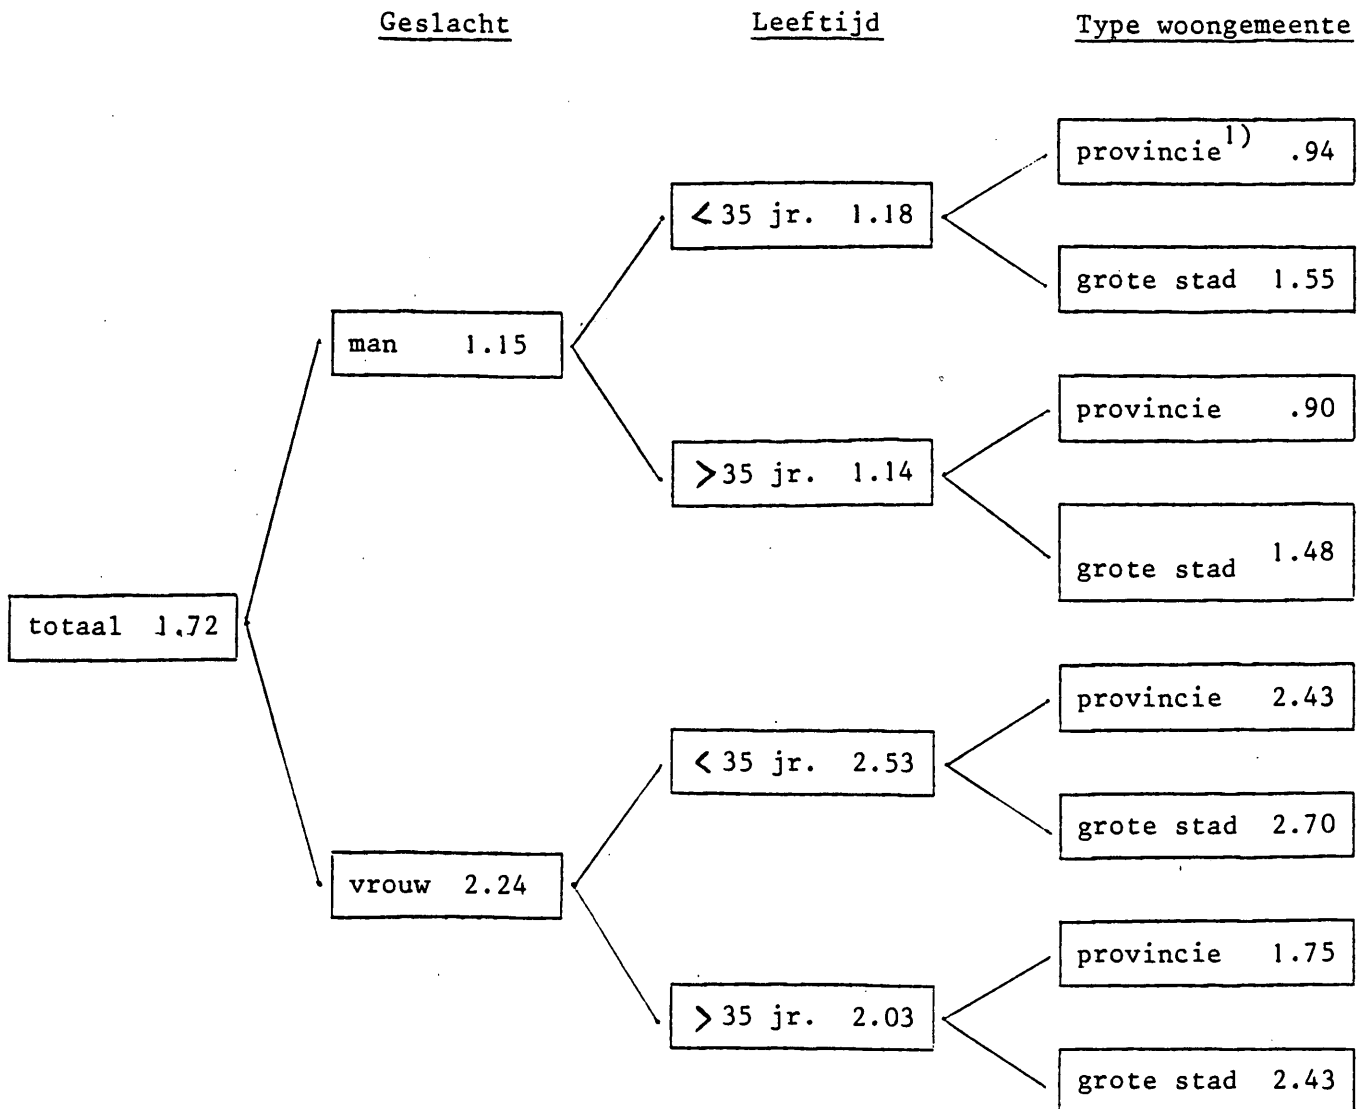 Geslacht Leeftijd Type woongemeente
provincie1) .94
< 35 jr. 1.18
grote stad 1.55
man 1.15
provincie .90
> 35 jr. 1.14
grote stad 1.48
totaal 1.72
provincie 2.43
< 35 jr. 2.53
grote stad 2.70
vrouw 2.24
provincie 1.75
> 35 jr. 2.03
grote stad 2.43